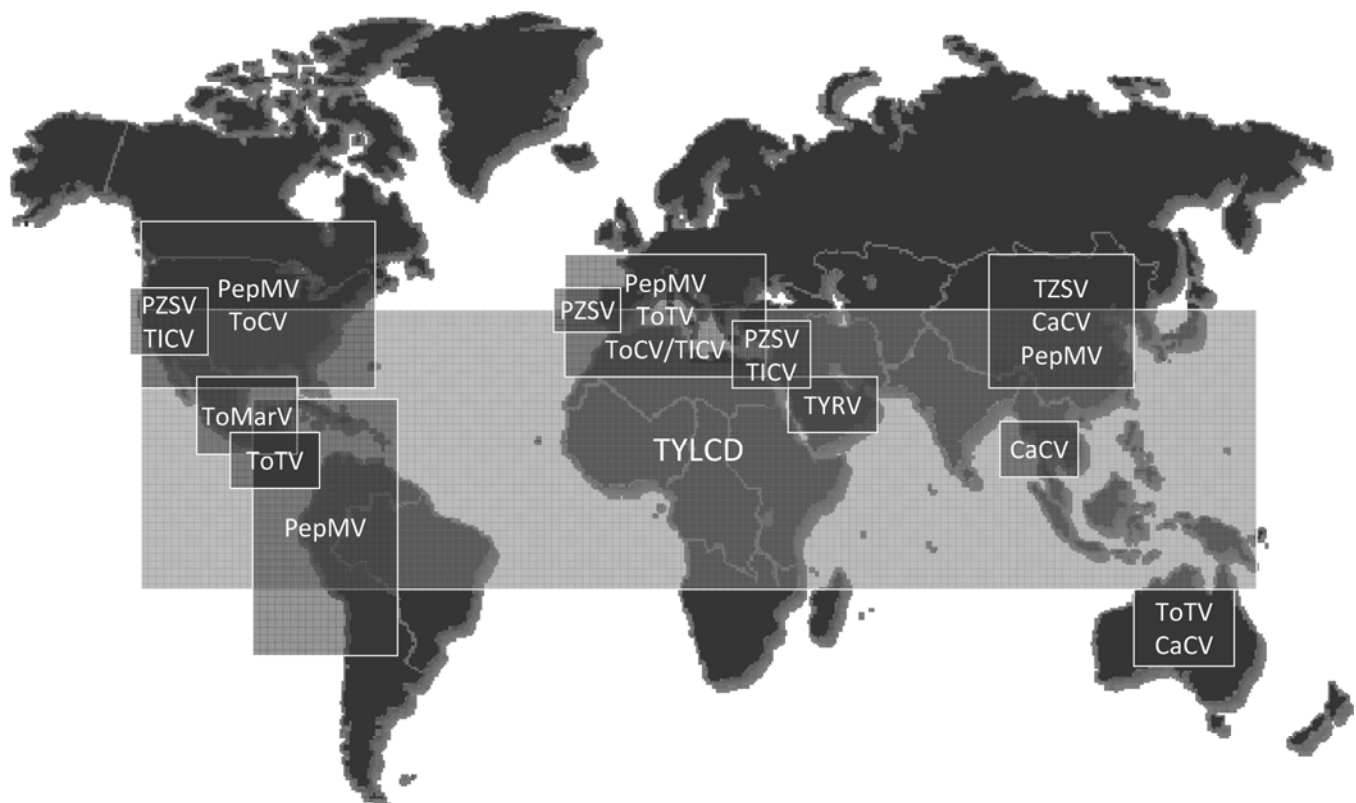 PepMV
ToCV
PZSV
TICV
ToMarV
ToTV
PepMV
PZSV
PepMV
ToTV
ToCV/TICV
PZSV
TICV
TYRV
TYLCD
TZSV
CaCV
PepMV
CaCV
ToTV
CaCV